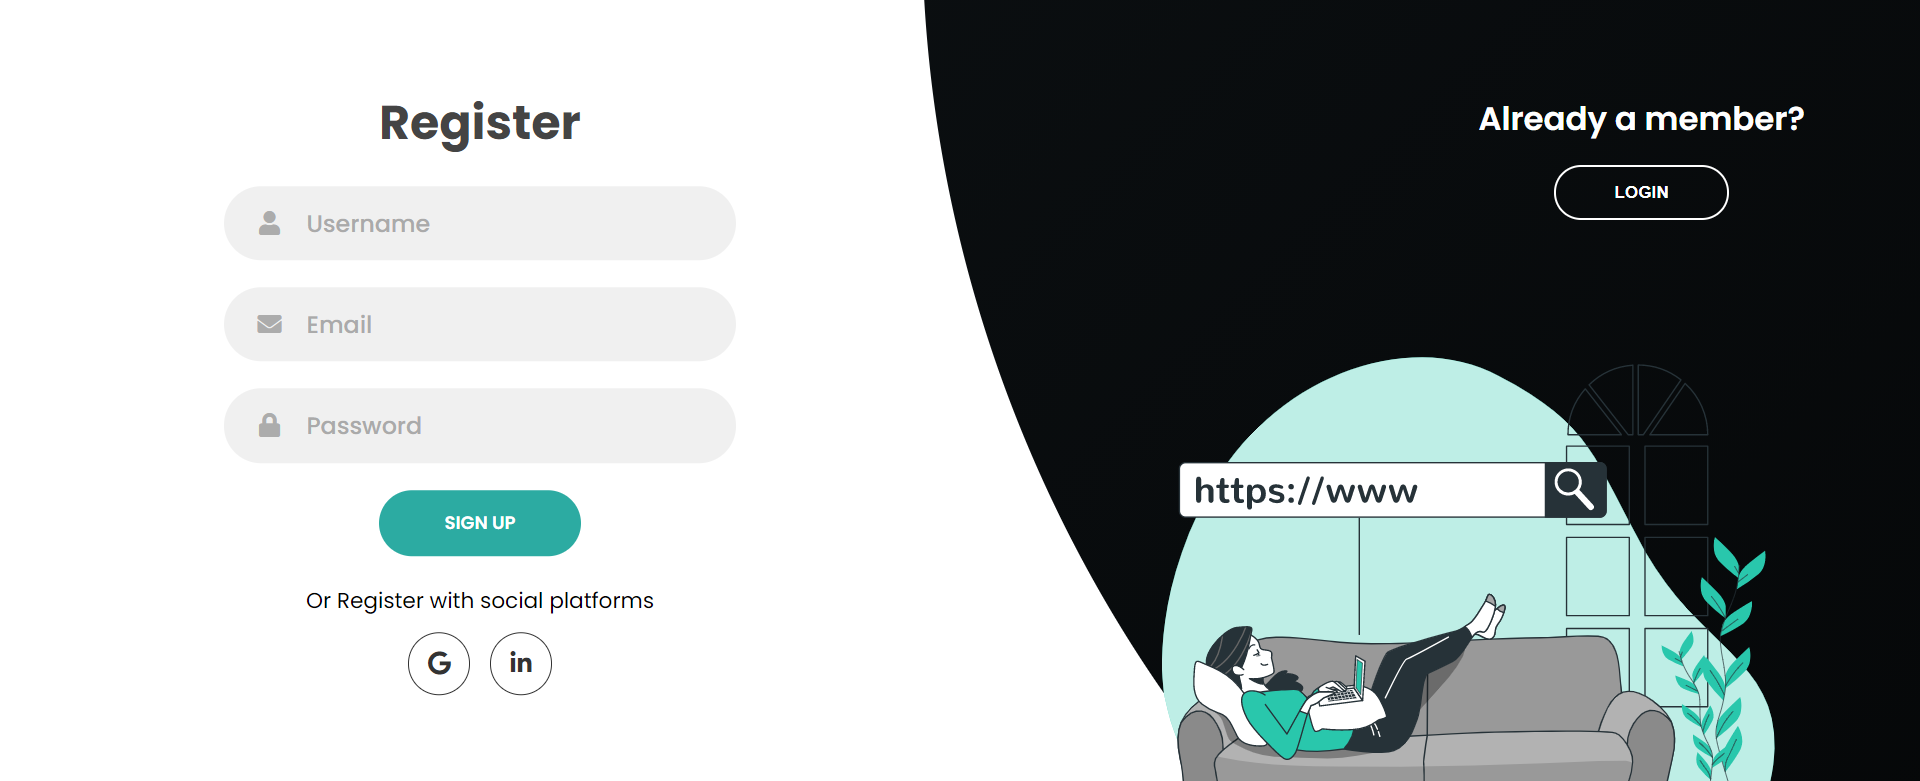 Register
Username
Email
Password
SIGN UP
Or Register with social platforms
G
in
Already a member?
LOGIN
https://www